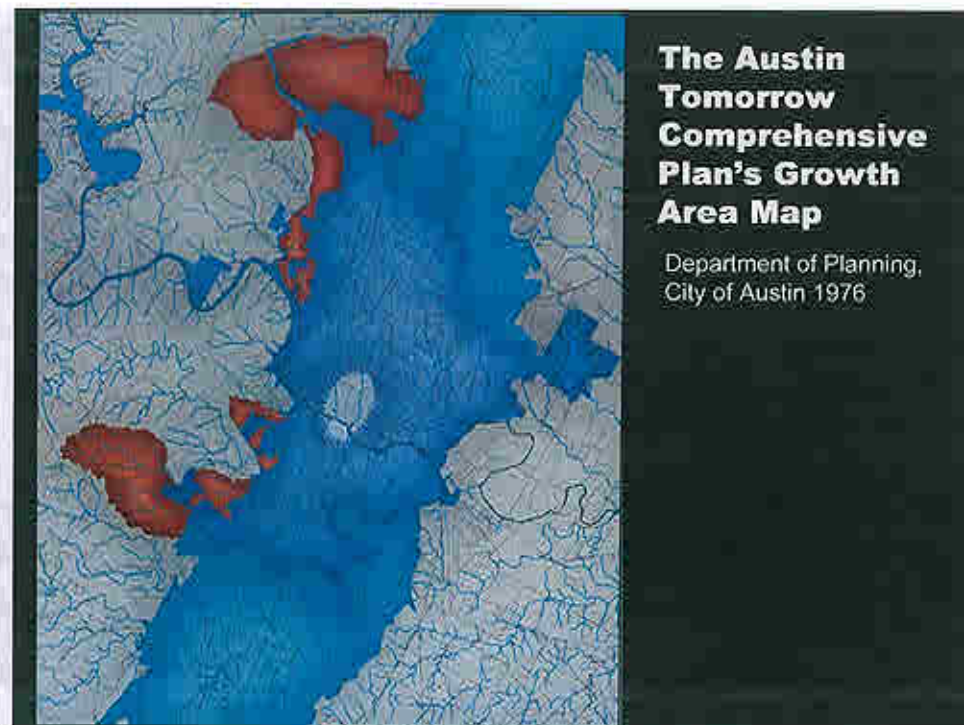 The Austin
Tomorrow
Comprehensive
Plan's Growth
Area Map
Department of Planning,
City of Austin 1976